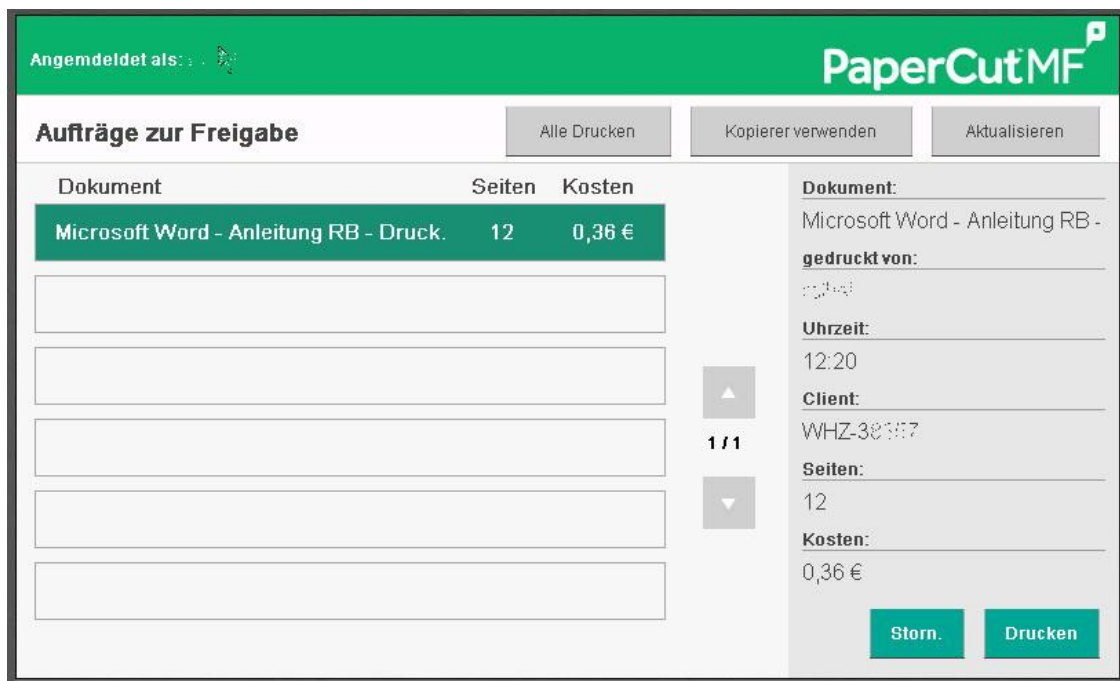 Angemdeldet als:
PaperCut MF
Aufträge zur Freigabe
Alle Drucken
Kopierer verwenden
Aktualisieren
Dokument Seiten Kosten
Microsoft Word - Anleitung RB - Druck. 12 0,36 €
1 / 1
Dokument:
Microsoft Word - Anleitung RB -
gedruckt von:
Uhrzeit:
12:20
Client:
Seiten:
12
Kosten:
0,36 €
Storn.
Drucken